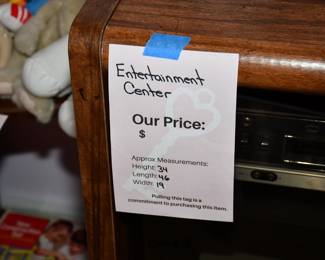 Entertainment
Center
Our Price:
$
Approx Measurements:
Height: 34
Length: 46
Width: 19
Pulling this tag is a
commitment to purchasing this item.